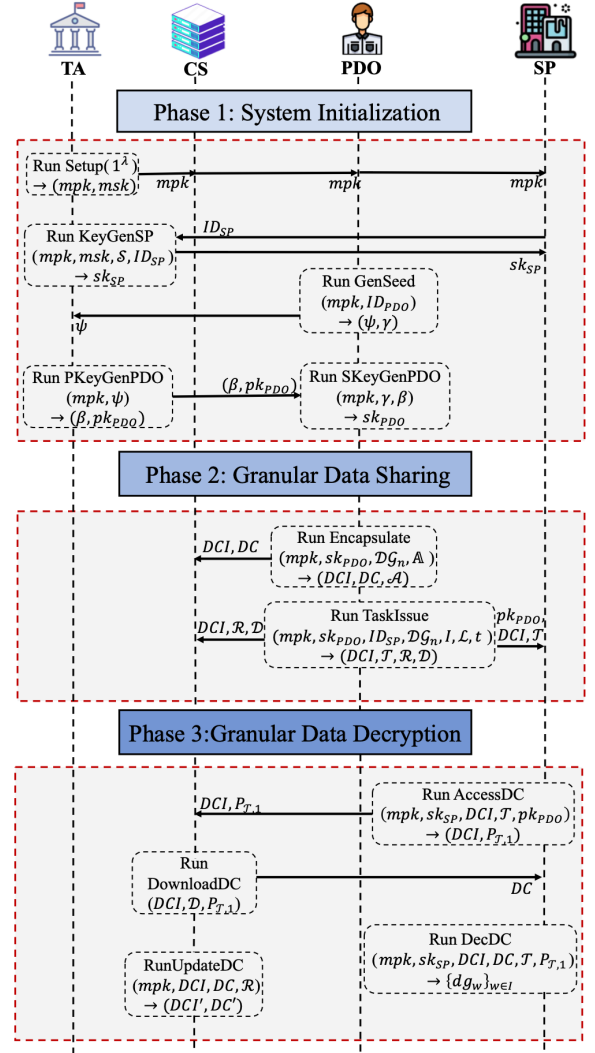 TA CS PDO SP
Phase 1: System Initialization
Run Setup( 1^λ )
→ (mpk, msk)
mpk mpk mpk
ID_SP
Run KeyGenSP
(mpk, msk, 𝒮, ID_SP)
→ sk_SP
sk_SP
Run GenSeed
(mpk, ID_PDO)
→ (ψ, γ)
ψ
Run PKeyGenPDO
(mpk, ψ)
→ (β, pk_PDO)
(β, pk_PDO)
Run SKeyGenPDO
(mpk, γ, β)
→ sk_PDO
Phase 2: Granular Data Sharing
DCI, DC
Run Encapsulate
(mpk, sk_PDO, 𝒟𝒢_n, 𝔸 )
→ (DCI, DC, 𝒜)
DCI, ℛ, 𝒟
Run TaskIssue
(mpk, sk_PDO, ID_SP, 𝒟𝒢_n, I, ℒ, t )
→ (DCI, 𝒯, ℛ, 𝒟)
pk_PDO,
DCI, 𝒯
Phase 3:Granular Data Decryption
DCI, P_𝒯,1
Run AccessDC
(mpk, sk_SP, DCI, 𝒯, pk_PDO)
→ (DCI, P_𝒯,1)
Run
DownloadDC
(DCI, 𝒟, P_𝒯,1)
DC
Run DecDC
(mpk, sk_SP, DCI, DC, 𝒯, P_𝒯,1)
→ {dg_w}_w∈I
RunUpdateDC
(mpk, DCI, DC, ℛ)
→ (DCI′, DC′)